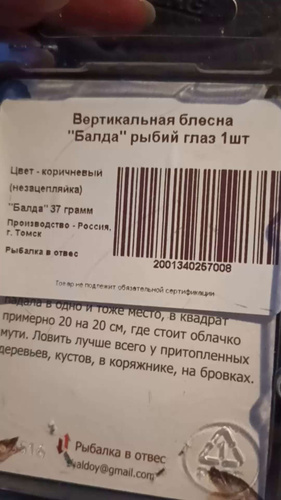 Вертикальная блесна
"Балда" рыбий глаз 1шт
Цвет - коричневый
(незацепляйка)
"Балда" 37 грамм
Производство - Россия,
г. Томск
Рыбалка в отвес
2001340257008
Товар не подлежит обязательной сертификации
падала в одно и тоже место, в квадрат
примерно 20 на 20 см, где стоит облачко
мути. Ловить лучше всего у притопленных
деревьев, кустов, в коряжнике, на бровках.
Рыбалка в отвес